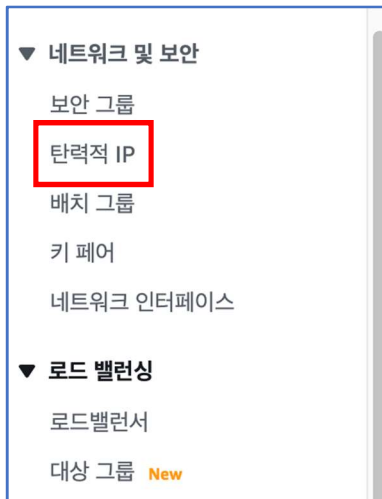 네트워크 및 보안
보안 그룹
탄력적 IP
배치 그룹
키 페어
네트워크 인터페이스
로드 밸런싱
로드밸런서
대상 그룹 New